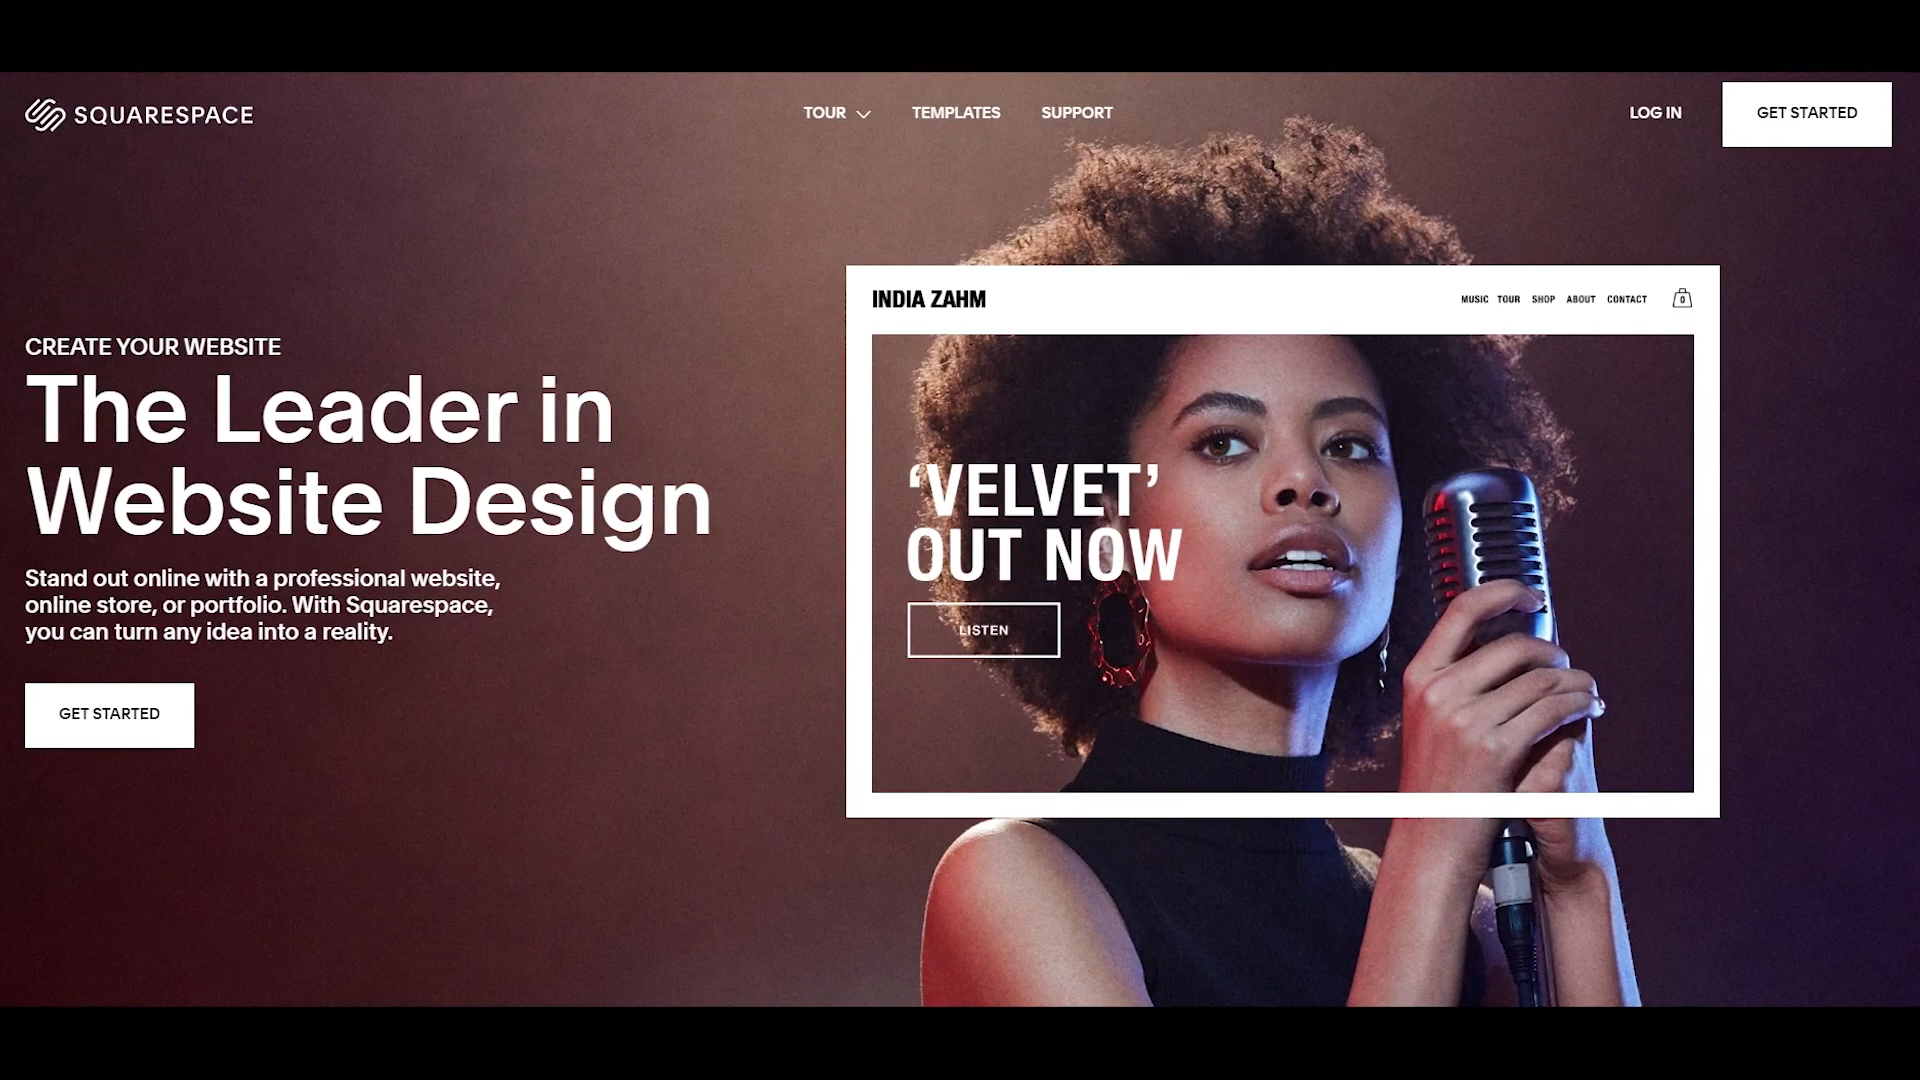 SQUARESPACE
TOUR
TEMPLATES
SUPPORT
LOG IN
GET STARTED
CREATE YOUR WEBSITE
The Leader in
Website Design
Stand out online with a professional website,
online store, or portfolio. With Squarespace,
you can turn any idea into a reality.
GET STARTED
INDIA ZAHM
MUSIC TOUR SHOP ABOUT CONTACT
0
‘VELVET’
OUT NOW
LISTEN